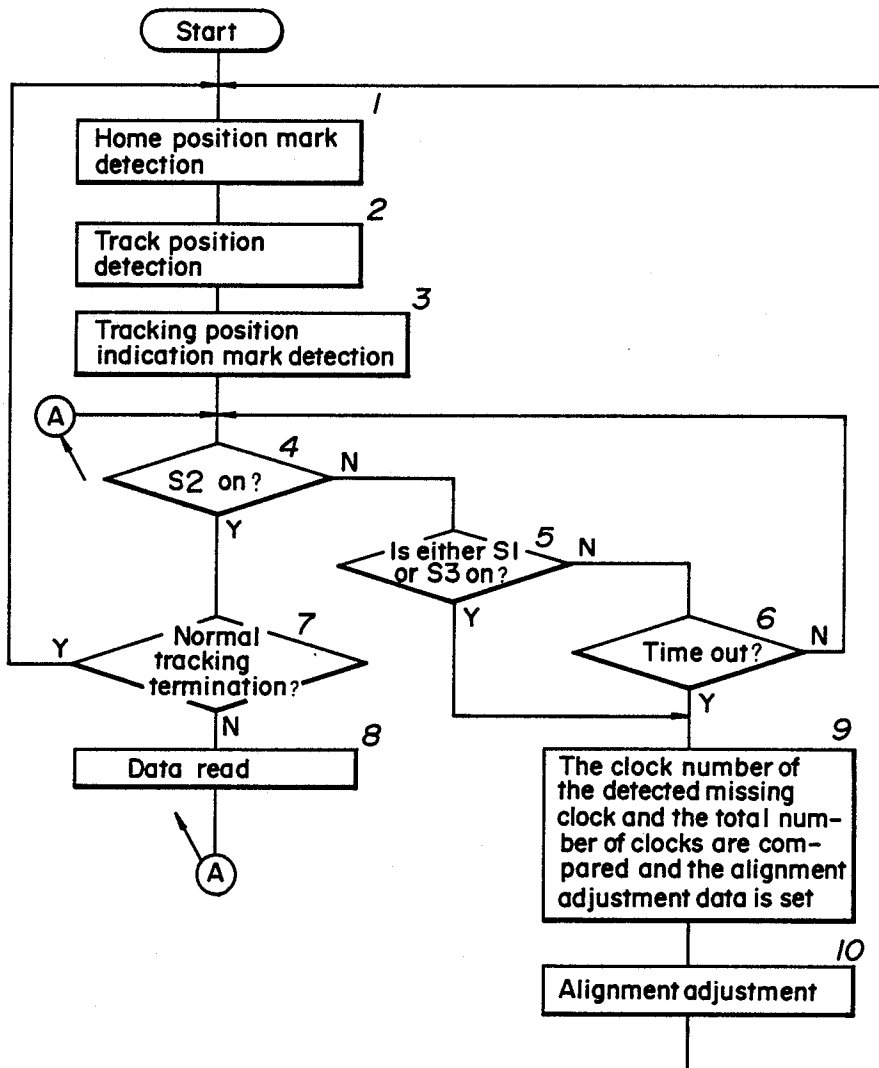 Start
1
Home position mark
detection
2
Track position
detection
3
Tracking position
indication mark detection
A
4
S2 on?
N
Y
5
Is either S1
or S3 on?
N
Y
6
Time out?
N
Y
7
Normal
tracking
termination?
Y
N
8
Data read
A
9
The clock number of
the detected missing
clock and the total num-
ber of clocks are com-
pared and the alignment
adjustment data is set
10
Alignment adjustment